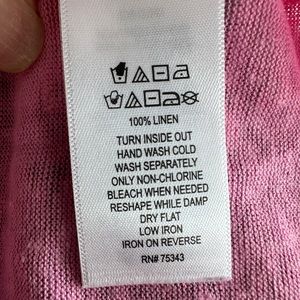 100% LINEN
TURN INSIDE OUT
HAND WASH COLD
WASH SEPARATELY
ONLY NON-CHLORINE
BLEACH WHEN NEEDED
RESHAPE WHILE DAMP
DRY FLAT
LOW IRON
IRON ON REVERSE
RN# 75343